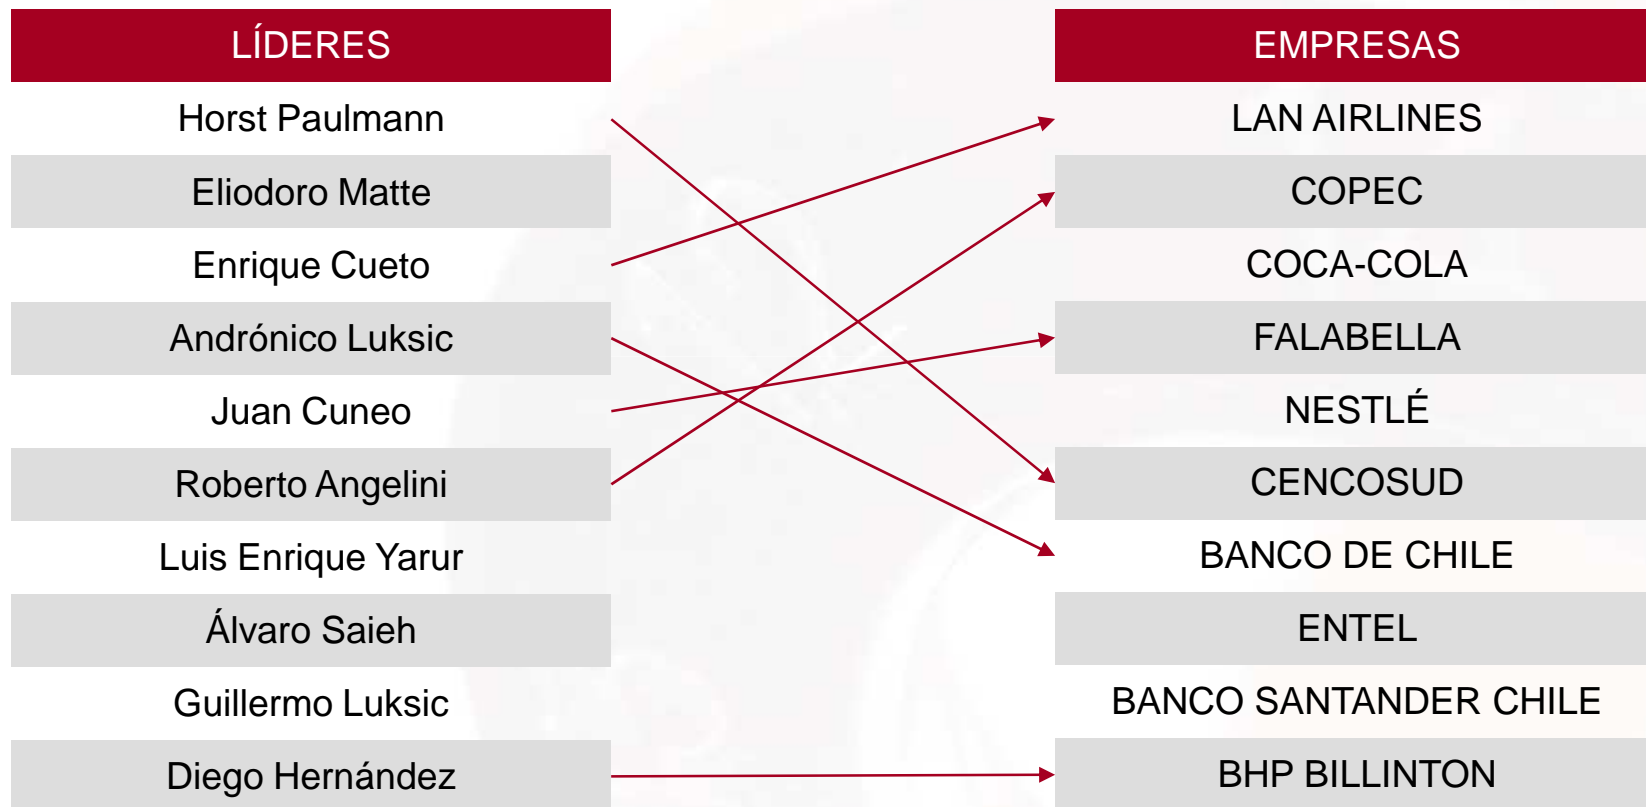 LÍDERES
Horst Paulmann
Eliodoro Matte
Enrique Cueto
Andrónico Luksic
Juan Cuneo
Roberto Angelini
Luis Enrique Yarur
Álvaro Saieh
Guillermo Luksic
Diego Hernández
EMPRESAS
LAN AIRLINES
COPEC
COCA-COLA
FALABELLA
NESTLÉ
CENCOSUD
BANCO DE CHILE
ENTEL
BANCO SANTANDER CHILE
BHP BILLINTON